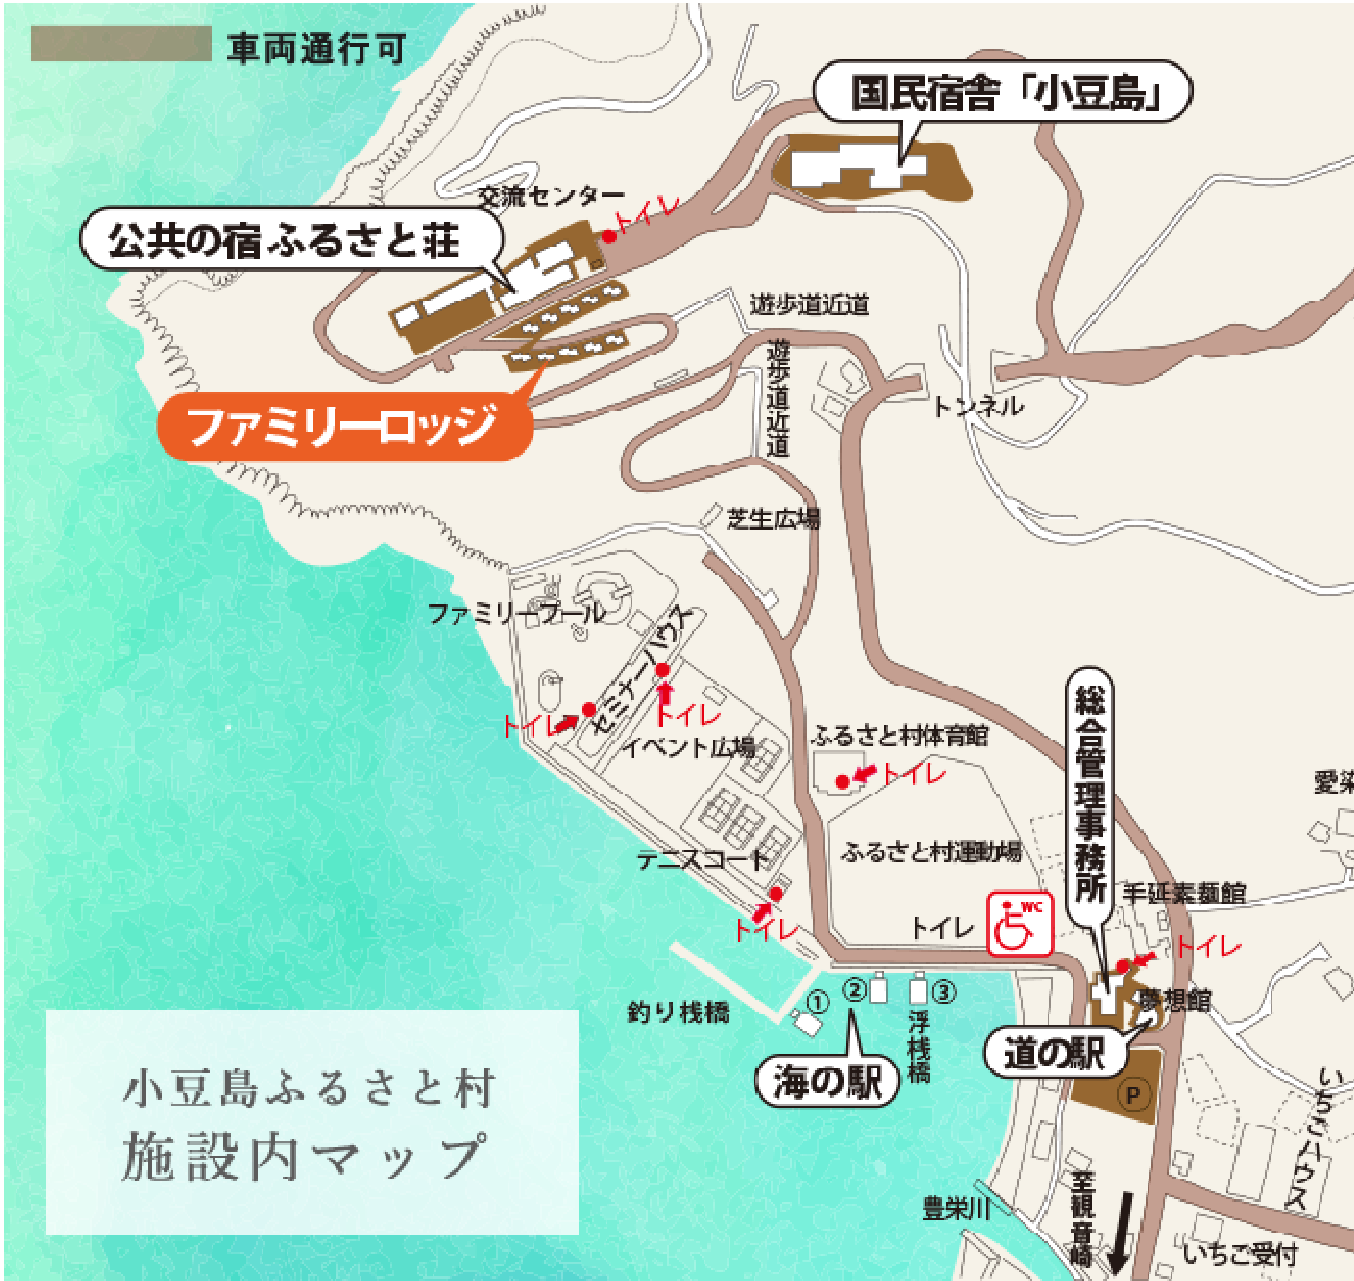 車両通行可
国民宿舎「小豆島」
交流センター
トイレ
公共の宿 ふるさと荘
遊歩道近道
遊歩道近道
トンネル
ファミリーロッジ
芝生広場
ファミリープール
セミナーハウス
トイレ
トイレ
イベント広場
ふるさと村体育館
トイレ
総合管理事務所
愛染
テニスコート
ふるさと村運動場
手延素麺館
トイレ
トイレ
WC
トイレ
夢想館
釣り桟橋
①
②
③
浮桟橋
海の駅
道の駅
P
いちごハウス
小豆島ふるさと村
施設内マップ
豊栄川
至観音崎
いちご受付